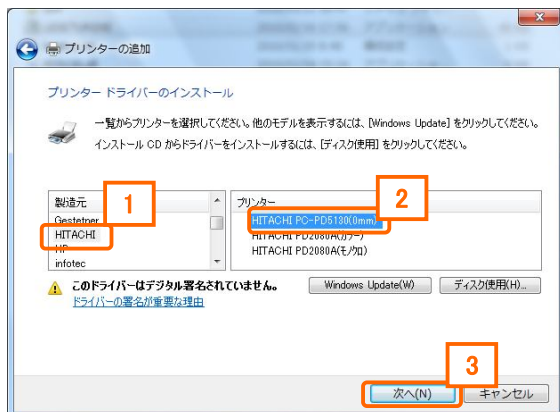 プリンターの追加
プリンター ドライバーのインストール
一覧からプリンターを選択してください。他のモデルを表示するには、[Windows Update] をクリックしてください。
インストール CD からドライバーをインストールするには、[ディスク使用] をクリックしてください。
製造元
1
プリンター
2
Gestetner
HITACHI
HP
infotec
HITACHI PC-PD5130(0mm)
HITACHI PD2080A(カラー)
HITACHI PD2080A(モノクロ)
このドライバーはデジタル署名されていません。
ドライバーの署名が重要な理由
Windows Update(W)
ディスク使用(H)...
3
次へ(N)
キャンセル